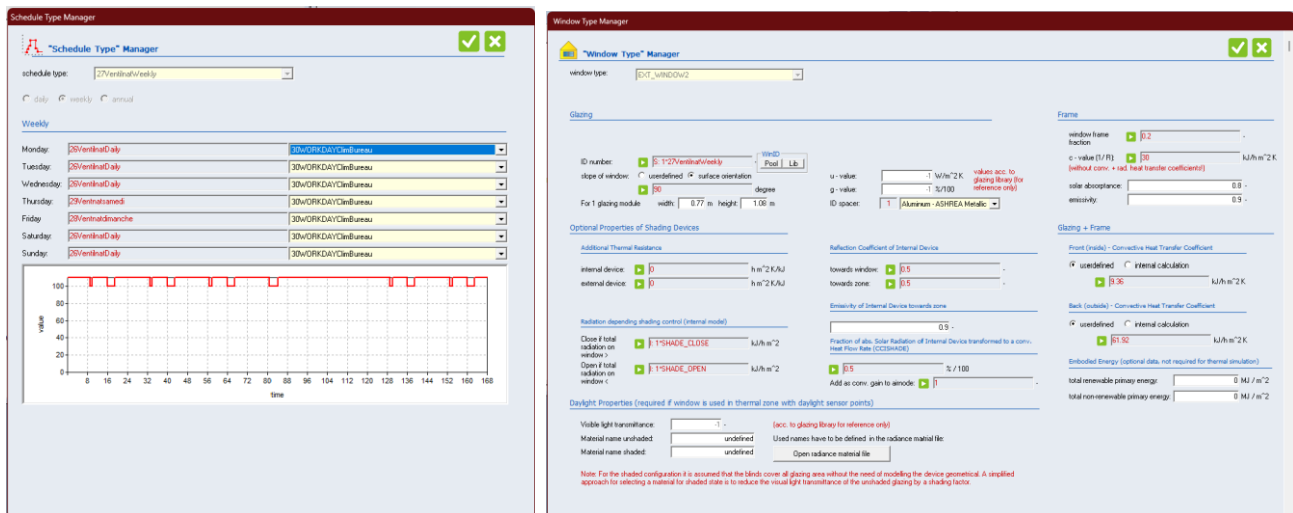 Schedule Type Manager
"Schedule Type" Manager
schedule type: 27VentilnatWeekly
daily weekly annual
Weekly
Monday: 26VentilnatDaily 30WORKDAYClimBureau
Tuesday: 26VentilnatDaily 30WORKDAYClimBureau
Wednesday: 26VentilnatDaily 30WORKDAYClimBureau
Thursday: 29Ventnatsamedi 30WORKDAYClimBureau
Friday 28Ventnatdimanche 30WORKDAYClimBureau
Saturday: 26VentilnatDaily 30WORKDAYClimBureau
Sunday: 26VentilnatDaily 30WORKDAYClimBureau
value
100
80
60
40
20
0
8 16 24 32 40 48 56 64 72 80 88 96 104 112 120 128 136 144 152 160 168
time
Window Type Manager
"Window Type" Manager
window type: EXT_WINDOW2
Glazing
WinID
ID number: S: 1*27VentilnatWeekly - Pool Lib
slope of window: userdefined surface orientation
90 degree
For 1 glazing module width: 0.77 m height: 1.08 m
u - value: -1 W/m^2 K
g - value: -1 %/100
values acc. to
glazing library (for
reference only)
ID spacer: 1 Aluminum - ASHREA Metallic
Optional Properties of Shading Devices
Additional Thermal Resistance
internal device: 0 h m^2 K/kJ
external device: 0 h m^2 K/kJ
Reflection Coefficient of Internal Device
towards window: 0.5 -
towards zone: 0.5 -
Emissivity of Internal Device towards zone
0.9 -
Radiation depending shading control (internal model)
Close if total
radiation on
window >
I: 1*SHADE_CLOSE kJ/h m^2
Open if total
radiation on
window <
I: 1*SHADE_OPEN kJ/h m^2
Fraction of abs. Solar Radiation of Internal Device transformed to a conv.
Heat Flow Rate (CCISHADE)
0.5 % / 100
Add as conv. gain to airnode: 1 -
Daylight Properties (required if window is used in thermal zone with daylight sensor points)
Visible light transmittance: -1 - (acc. to glazing library for reference only)
Material name unshaded: undefined Used names have to be defined in the radiance matrial file:
Material name shaded: undefined Open radiance material file
Note: For the shaded configuration it is assumed that the blinds cover all glazing area without the need of modelling the device geometrical. A simplified
approach for selecting a material for shaded state is to reduce the visual light transmittance of the unshaded glazing by a shading factor.
Frame
window frame
fraction
0.2 -
c - value (1/ R): 30 kJ/h m^2 K
(without conv. + rad. heat transfer coefficients!)
solar absorptance: 0.8 -
emissivity: 0.9 -
Glazing + Frame
Front (inside) - Convective Heat Transfer Coefficient
userdefined internal calculation
9.36 kJ/h m^2 K
Back (outside) - Convective Heat Transfer Coefficient
userdefined internal calculation
61.92 kJ/h m^2 K
Embodied Energy (optional data, not required for thermal simulation)
total renewable primary energy: 0 MJ / m^2
total non-renewable primary energy: 0 MJ / m^2